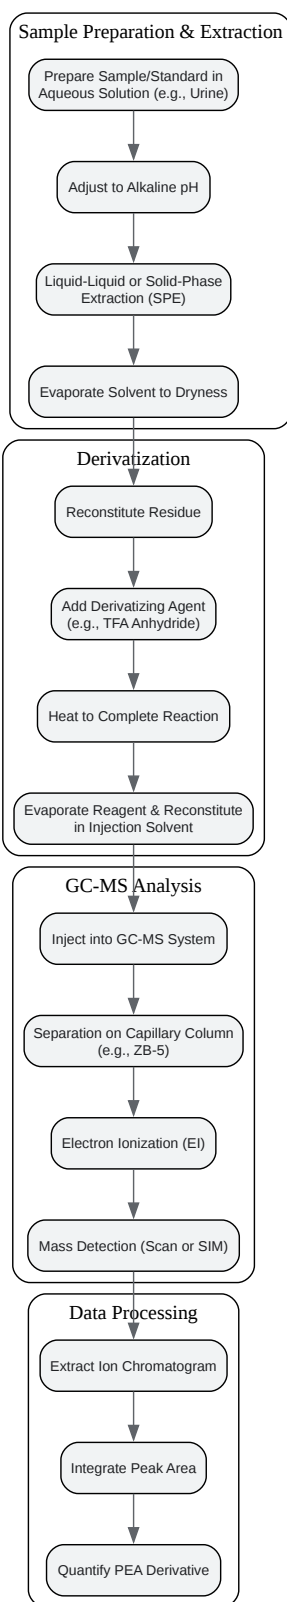 Sample Preparation & Extraction
Prepare Sample/Standard in
Aqueous Solution (e.g., Urine)
Adjust to Alkaline pH
Liquid-Liquid or Solid-Phase
Extraction (SPE)
Evaporate Solvent to Dryness
Derivatization
Reconstitute Residue
Add Derivatizing Agent
(e.g., TFA Anhydride)
Heat to Complete Reaction
Evaporate Reagent & Reconstitute
in Injection Solvent
GC-MS Analysis
Inject into GC-MS System
Separation on Capillary Column
(e.g., ZB-5)
Electron Ionization (EI)
Mass Detection (Scan or SIM)
Data Processing
Extract Ion Chromatogram
Integrate Peak Area
Quantify PEA Derivative